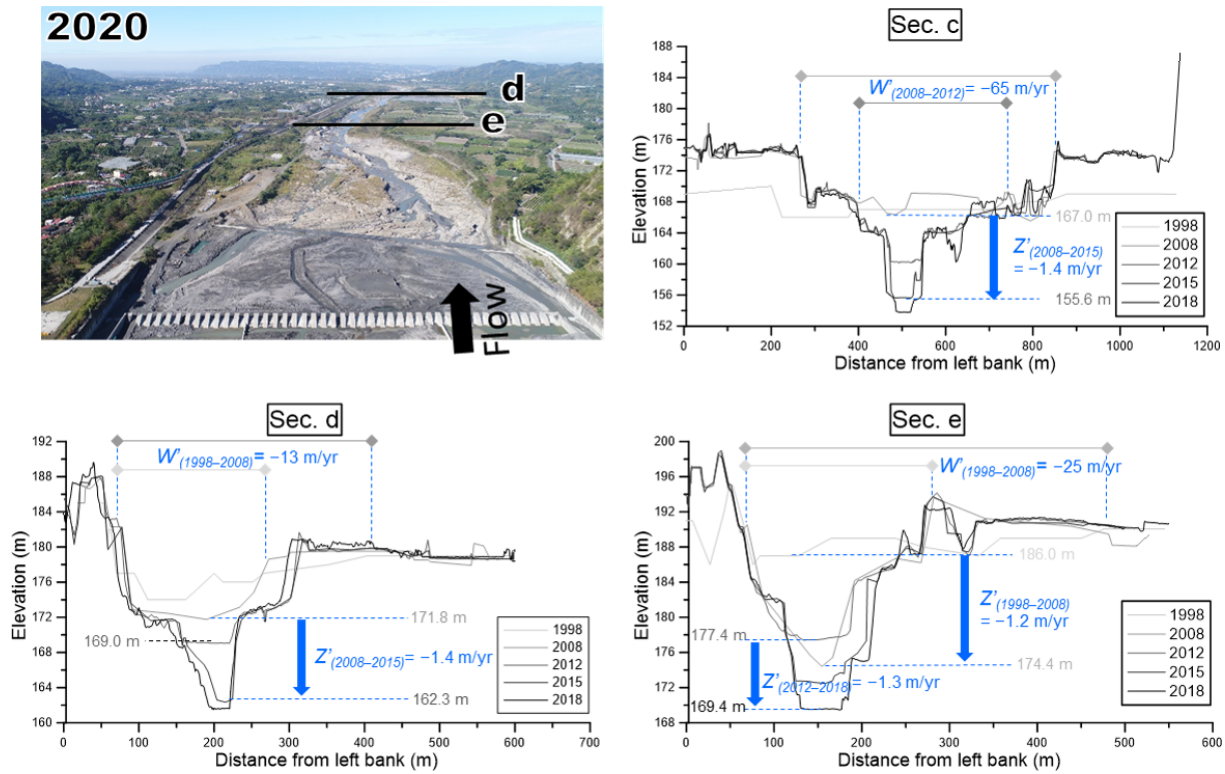 2020
d
e
Flow
Sec. c
Elevation (m)
188
184
180
176
172
168
164
160
156
152
W'(2008–2012)= −65 m/yr
167.0 m
Z'(2008–2015)
= −1.4 m/yr
155.6 m
1998
2008
2012
2015
2018
0 200 400 600 800 1000 1200
Distance from left bank (m)
Sec. d
Elevation (m)
192
188
184
180
176
172
168
164
160
W'(1998–2008)= −13 m/yr
171.8 m
169.0 m
Z'(2008–2015)= −1.4 m/yr
162.3 m
1998
2008
2012
2015
2018
0 100 200 300 400 500 600 700
Distance from left bank (m)
Sec. e
Elevation (m)
200
196
192
188
184
180
176
172
168
W'(1998–2008)= −25 m/yr
186.0 m
Z'(1998–2008)
= −1.2 m/yr
177.4 m
174.4 m
Z'(2012–2018)= −1.3 m/yr
169.4 m
1998
2008
2012
2015
2018
0 100 200 300 400 500 600
Distance from left bank (m)